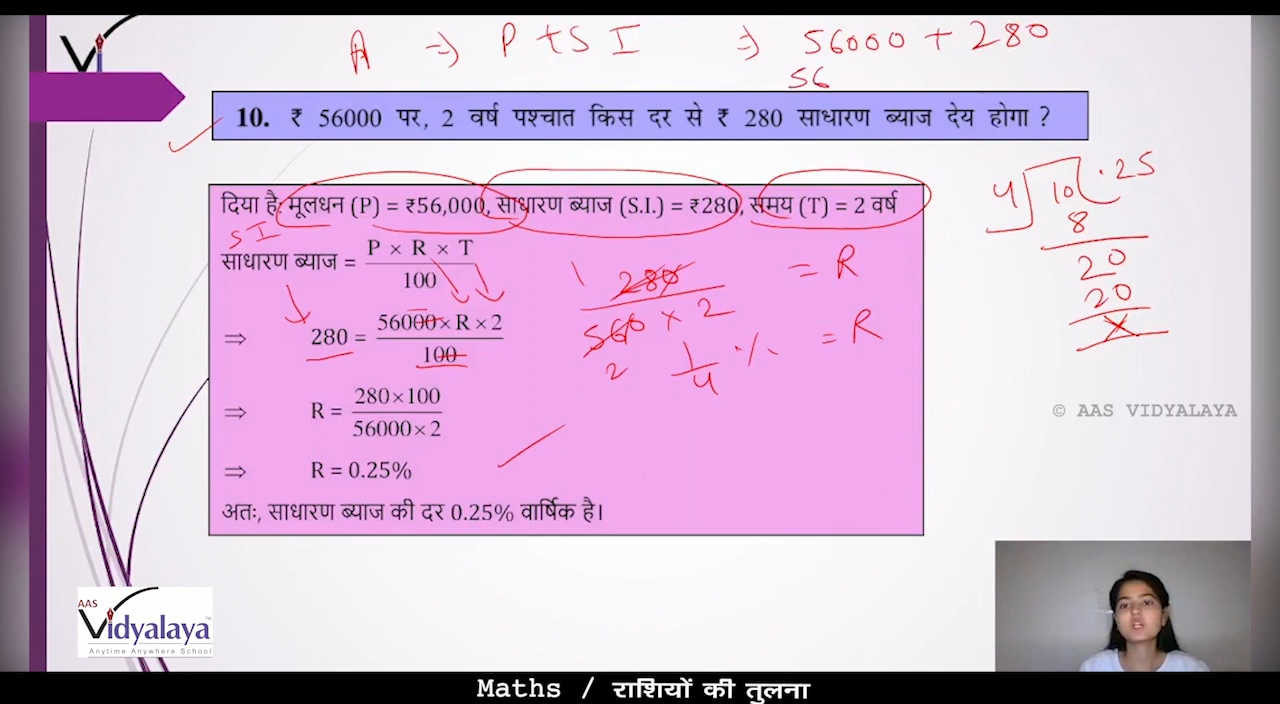 A ⇒ P + S I ⇒ 56000 + 280
56
10. ₹ 56000 पर, 2 वर्ष पश्चात किस दर से ₹ 280 साधारण ब्याज देय होगा ?
दिया है: मूलधन (P) = ₹56,000, साधारण ब्याज (S.I.) = ₹280, समय (T) = 2 वर्ष
S I
साधारण ब्याज = P × R × T / 100
⇒ 280 = 56000 × R × 2 / 100
⇒ R = 280×100 / 56000×2
⇒ R = 0.25%
अतः, साधारण ब्याज की दर 0.25% वार्षिक है।
1
280 / 560 × 2 = R
2
1/4 % = R
4 10 .25
8
20
20
×
© AAS VIDYALAYA
AAS
Vidyalaya
Anytime Anywhere School
Maths / राशियों की तुलना